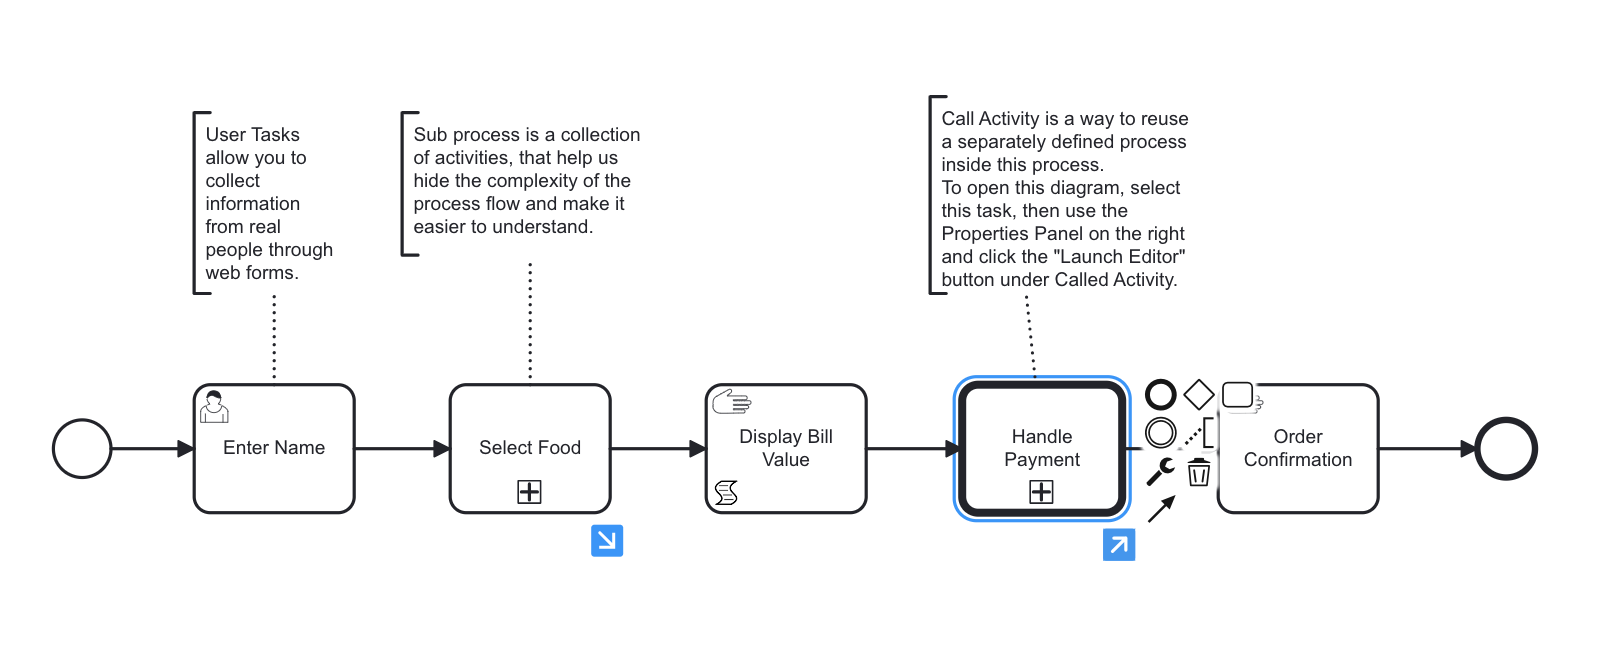 User Tasks
allow you to
collect
information
from real
people through
web forms.
Sub process is a collection
of activities, that help us
hide the complexity of the
process flow and make it
easier to understand.
Call Activity is a way to reuse
a separately defined process
inside this process.
To open this diagram, select
this task, then use the
Properties Panel on the right
and click the "Launch Editor"
button under Called Activity.
Enter Name
Select Food
Display Bill
Value
Handle
Payment
Order
Confirmation